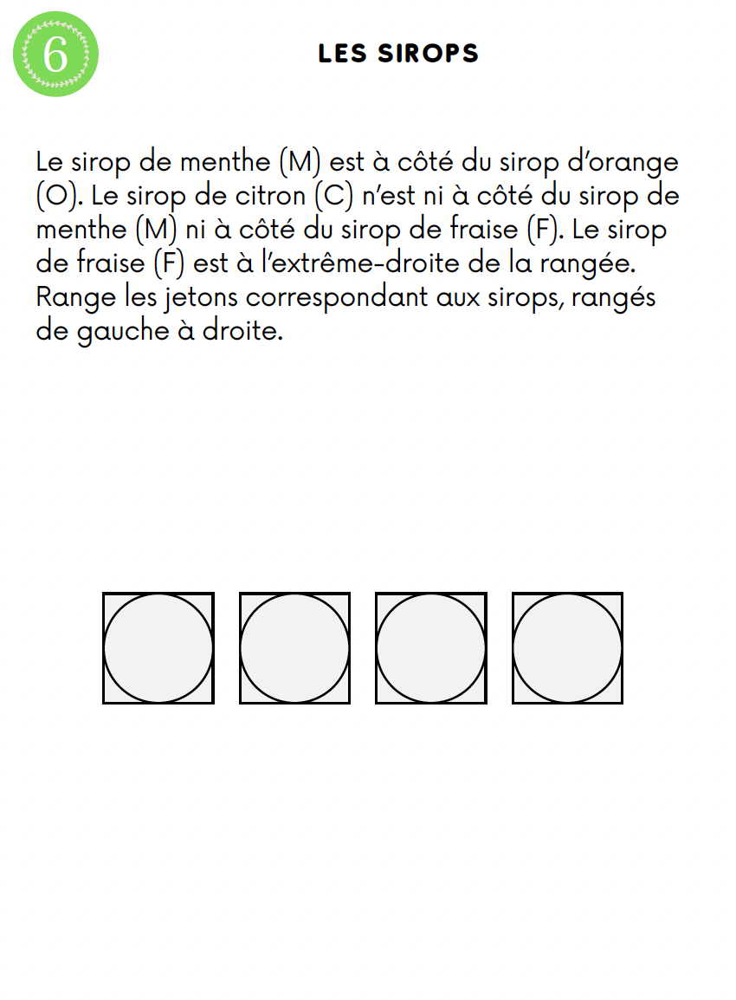 6
LES SIROPS
Le sirop de menthe (M) est à côté du sirop d'orange
(O). Le sirop de citron (C) n'est ni à côté du sirop de
menthe (M) ni à côté du sirop de fraise (F). Le sirop
de fraise (F) est à l'extrême-droite de la rangée.
Range les jetons correspondant aux sirops, rangés
de gauche à droite.